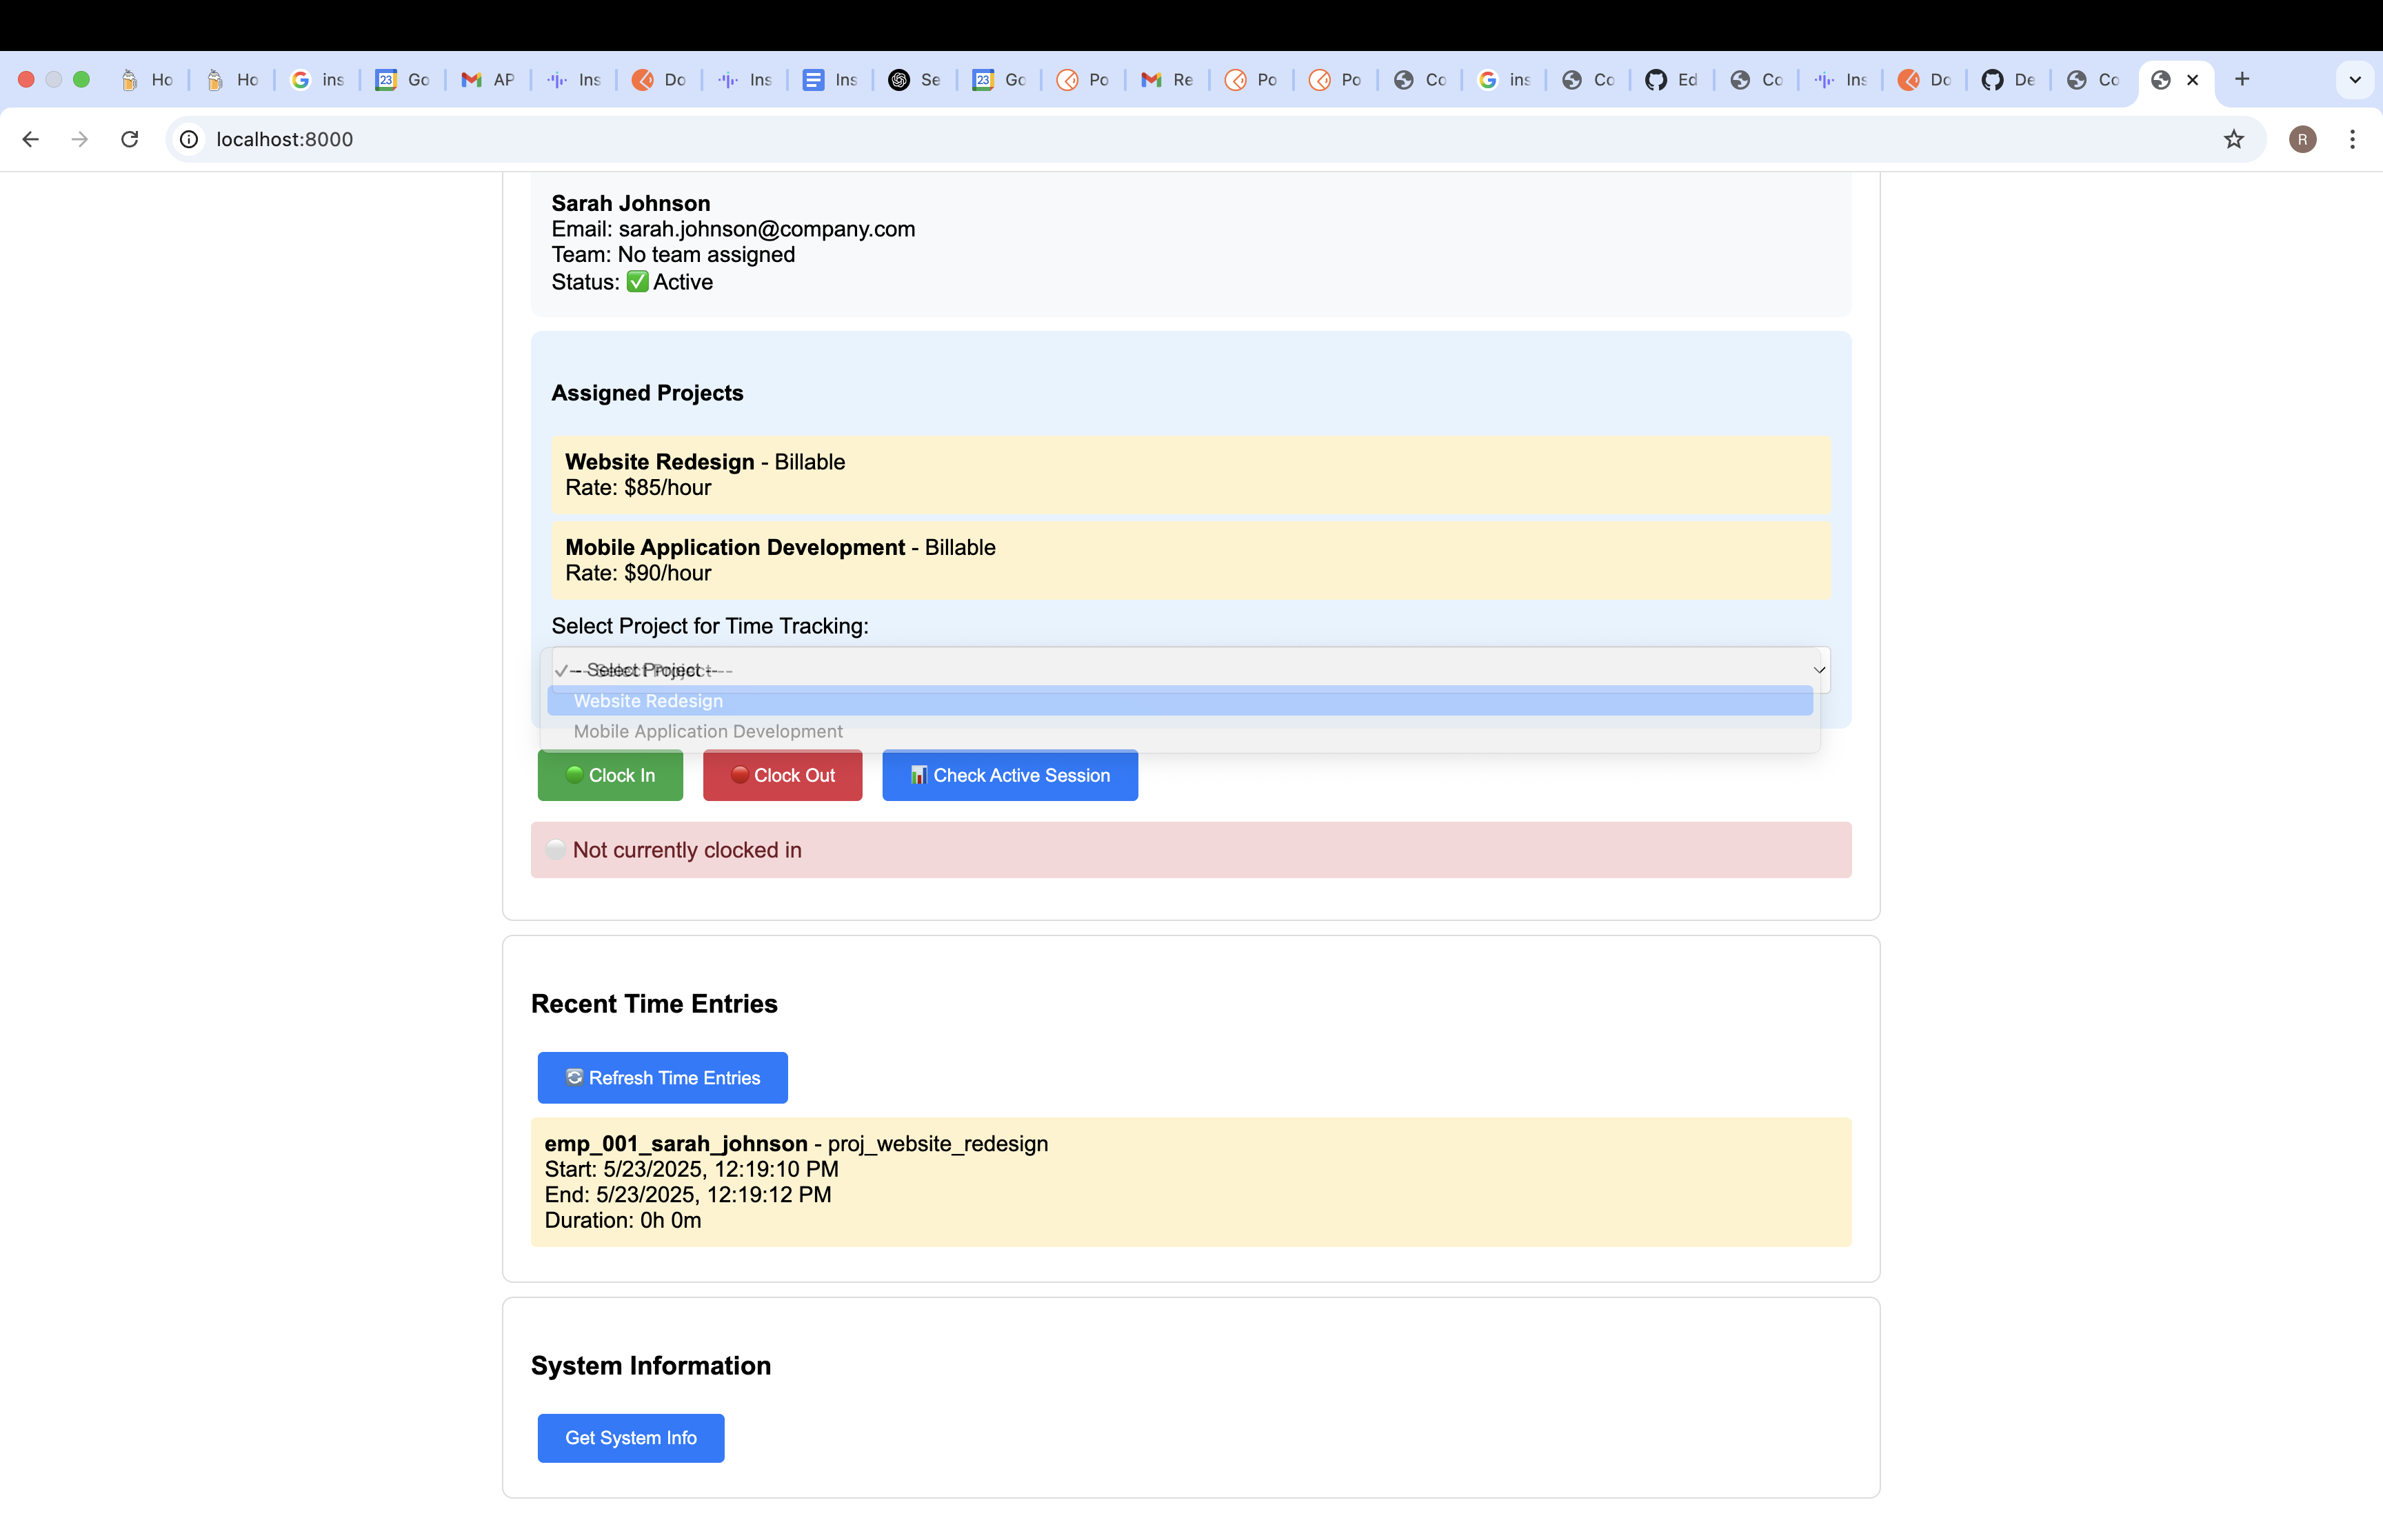 Ho
Ho
ins
23
Go
AP
Ins
Do
Ins
Ins
Se
23
Go
Po
Re
Po
Po
Co
ins
Co
Ed
Co
Ins
Do
De
Co
localhost:8000
R
Sarah Johnson
Email: sarah.johnson@company.com
Team: No team assigned
Status: ✅ Active
Assigned Projects
Website Redesign - Billable
Rate: $85/hour
Mobile Application Development - Billable
Rate: $90/hour
Select Project for Time Tracking:
-- Select Project --
Website Redesign
Mobile Application Development
Clock In
Clock Out
Check Active Session
Not currently clocked in
Recent Time Entries
Refresh Time Entries
emp_001_sarah_johnson - proj_website_redesign
Start: 5/23/2025, 12:19:10 PM
End: 5/23/2025, 12:19:12 PM
Duration: 0h 0m
System Information
Get System Info